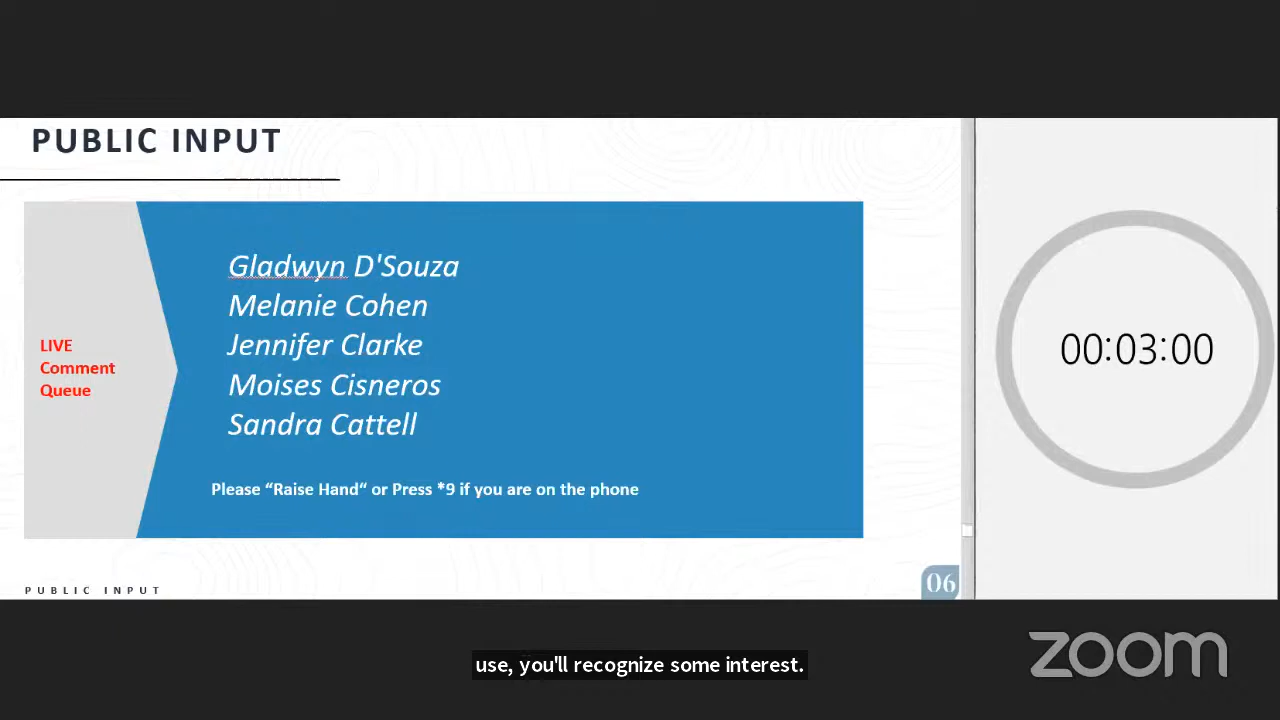 PUBLIC INPUT
LIVE
Comment
Queue
Gladwyn D'Souza
Melanie Cohen
Jennifer Clarke
Moises Cisneros
Sandra Cattell
Please “Raise Hand“ or Press *9 if you are on the phone
00:03:00
PUBLIC INPUT
06
use, you'll recognize some interest.
zoom